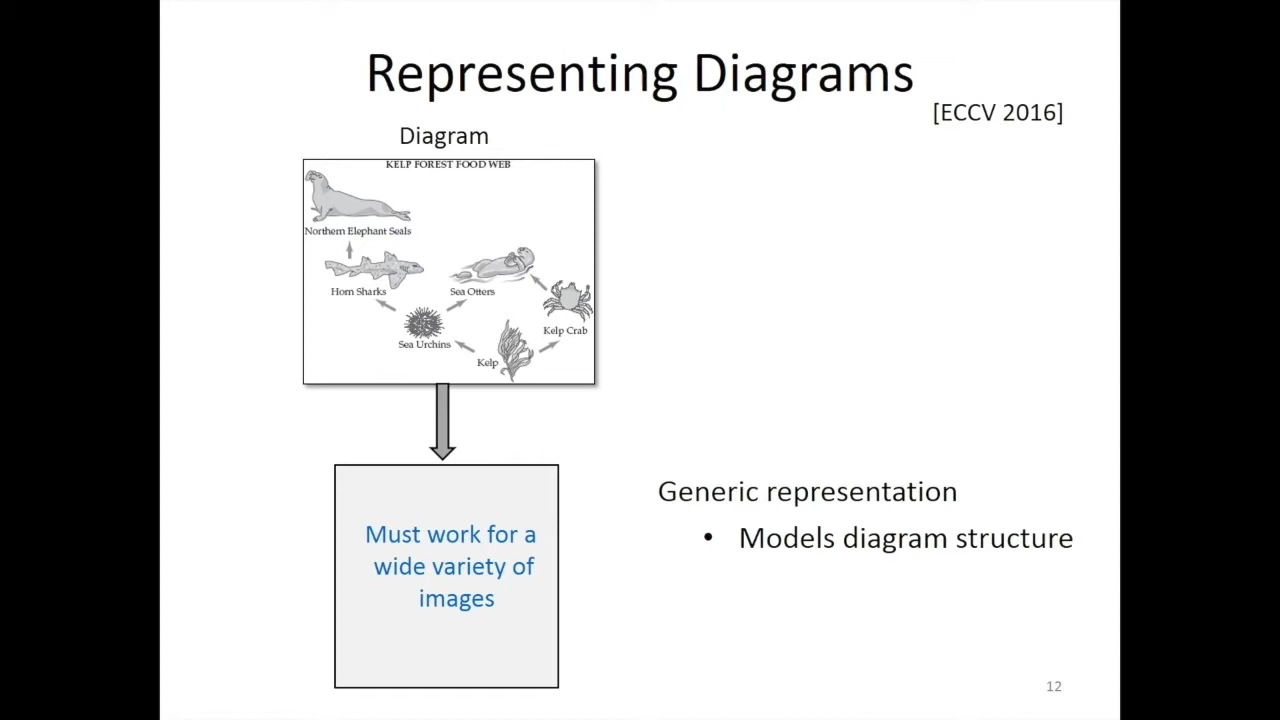 Representing Diagrams
[ECCV 2016]
Diagram
KELP FOREST FOOD WEB
Northern Elephant Seals
Horn Sharks
Sea Otters
Kelp Crab
Sea Urchins
Kelp
Must work for a
wide variety of
images
Generic representation
• Models diagram structure
12